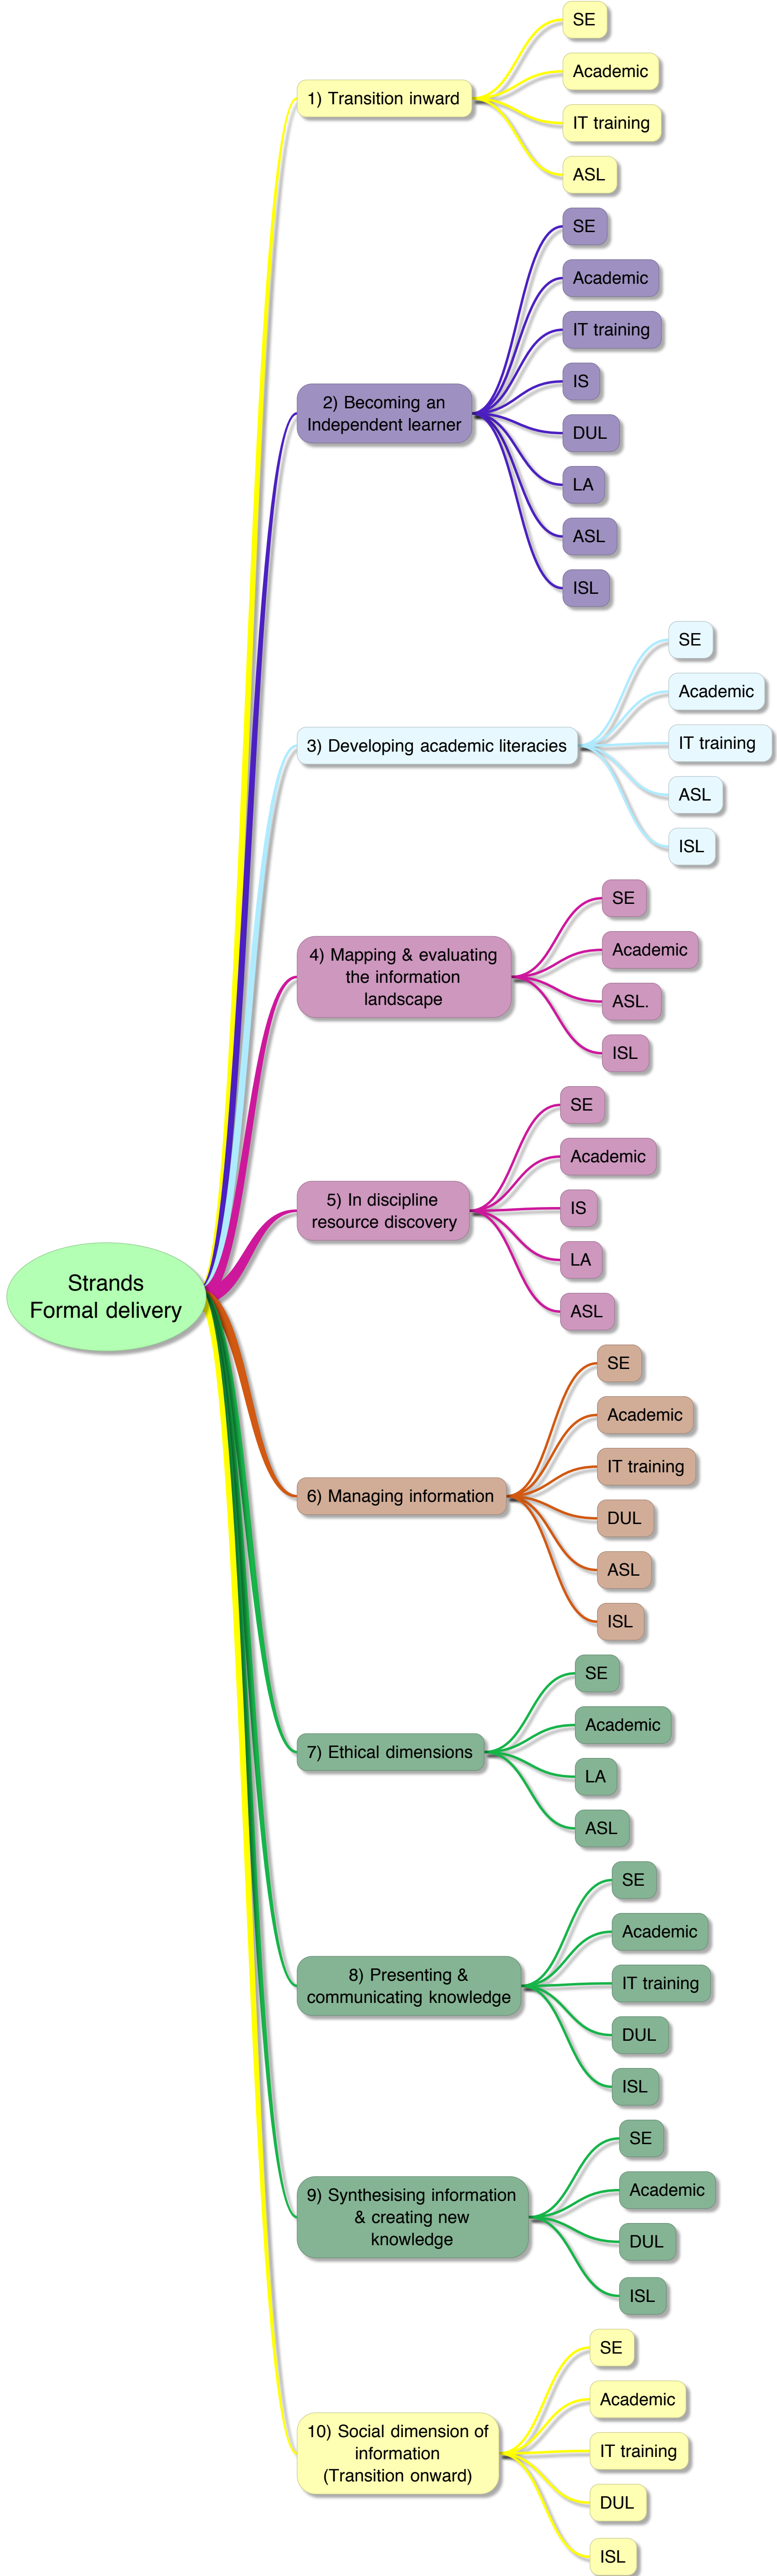 Strands
Formal delivery
1) Transition inward
SE
Academic
IT training
ASL
2) Becoming an
Independent learner
SE
Academic
IT training
IS
DUL
LA
ASL
ISL
3) Developing academic literacies
SE
Academic
IT training
ASL
ISL
4) Mapping & evaluating
the information
landscape
SE
Academic
ASL.
ISL
5) In discipline
resource discovery
SE
Academic
IS
LA
ASL
6) Managing information
SE
Academic
IT training
DUL
ASL
ISL
7) Ethical dimensions
SE
Academic
LA
ASL
8) Presenting &
communicating knowledge
SE
Academic
IT training
DUL
ISL
9) Synthesising information
& creating new
knowledge
SE
Academic
DUL
ISL
10) Social dimension of
information
(Transition onward)
SE
Academic
IT training
DUL
ISL